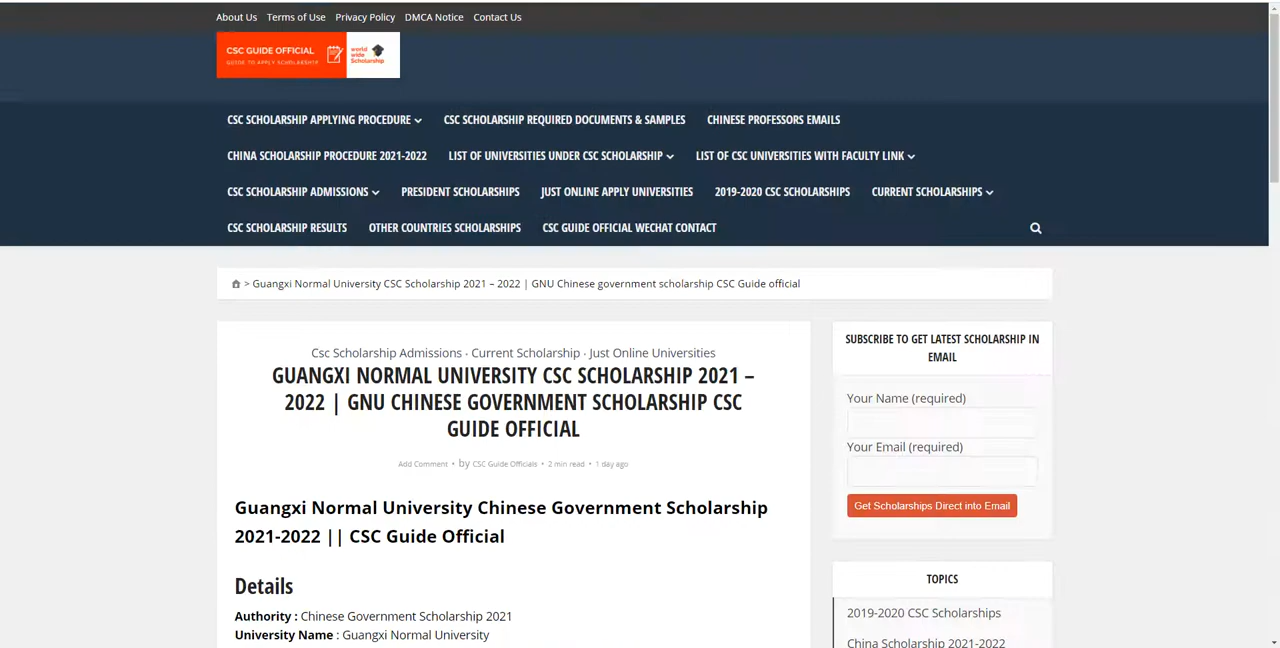 About Us Terms of Use Privacy Policy DMCA Notice Contact Us
CSC GUIDE OFFICIAL
GUIDE TO APPLY SCHOLARSHIP
world
wide
Scholarship
CSC SCHOLARSHIP APPLYING PROCEDURE CSC SCHOLARSHIP REQUIRED DOCUMENTS & SAMPLES CHINESE PROFESSORS EMAILS
CHINA SCHOLARSHIP PROCEDURE 2021-2022 LIST OF UNIVERSITIES UNDER CSC SCHOLARSHIP LIST OF CSC UNIVERSITIES WITH FACULTY LINK
CSC SCHOLARSHIP ADMISSIONS PRESIDENT SCHOLARSHIPS JUST ONLINE APPLY UNIVERSITIES 2019-2020 CSC SCHOLARSHIPS CURRENT SCHOLARSHIPS
CSC SCHOLARSHIP RESULTS OTHER COUNTRIES SCHOLARSHIPS CSC GUIDE OFFICIAL WECHAT CONTACT
> Guangxi Normal University CSC Scholarship 2021 – 2022 | GNU Chinese government scholarship CSC Guide official
Csc Scholarship Admissions · Current Scholarship · Just Online Universities
GUANGXI NORMAL UNIVERSITY CSC SCHOLARSHIP 2021 –
2022 | GNU CHINESE GOVERNMENT SCHOLARSHIP CSC
GUIDE OFFICIAL
Add Comment • by CSC Guide Officials • 2 min read • 1 day ago
Guangxi Normal University Chinese Government Scholarship
2021-2022 || CSC Guide Official
Details
Authority : Chinese Government Scholarship 2021
University Name : Guangxi Normal University
SUBSCRIBE TO GET LATEST SCHOLARSHIP IN
EMAIL
Your Name (required)
Your Email (required)
Get Scholarships Direct into Email
TOPICS
2019-2020 CSC Scholarships
China Scholarship 2021-2022